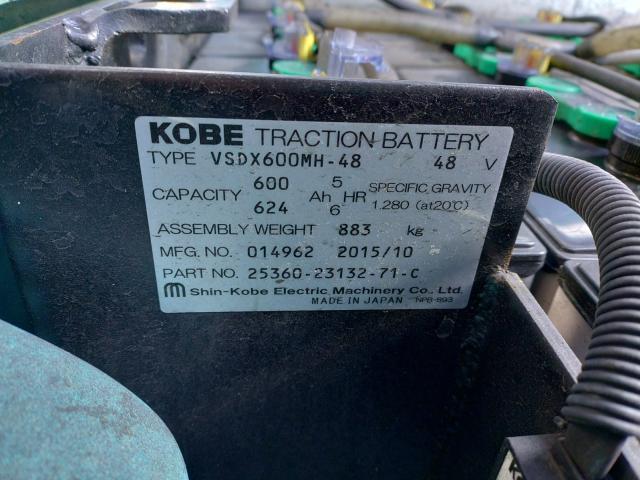 KOBE TRACTION BATTERY
TYPE VSDX600MH-48 48 V
CAPACITY 600 Ah 5 HR SPECIFIC GRAVITY
624 6 1.280 (at20℃)
ASSEMBLY WEIGHT 883 kg
MFG. NO. 014962 2015/10
PART NO. 25360-23132-71-C
Shin-Kobe Electric Machinery Co., Ltd.
MADE IN JAPAN NPB-893